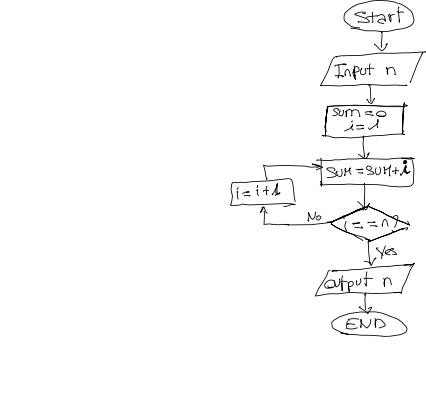 Start
Input n
sum = 0
i = 1
SUM = SUM + i
i = i + 1
No
i == n?
Yes
Output n
END